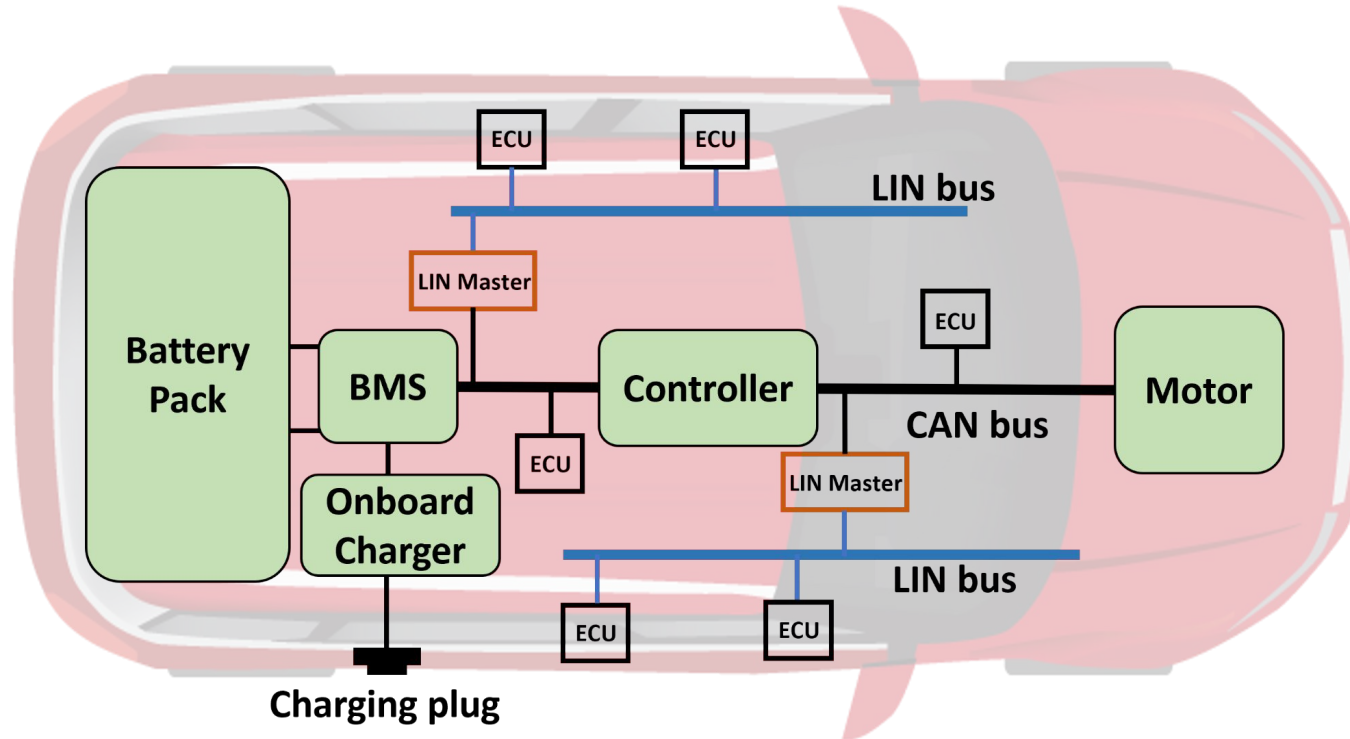 ECU
ECU
LIN bus
LIN Master
ECU
Battery
Pack
BMS
Controller
Motor
CAN bus
ECU
LIN Master
Onboard
Charger
LIN bus
ECU
ECU
Charging plug